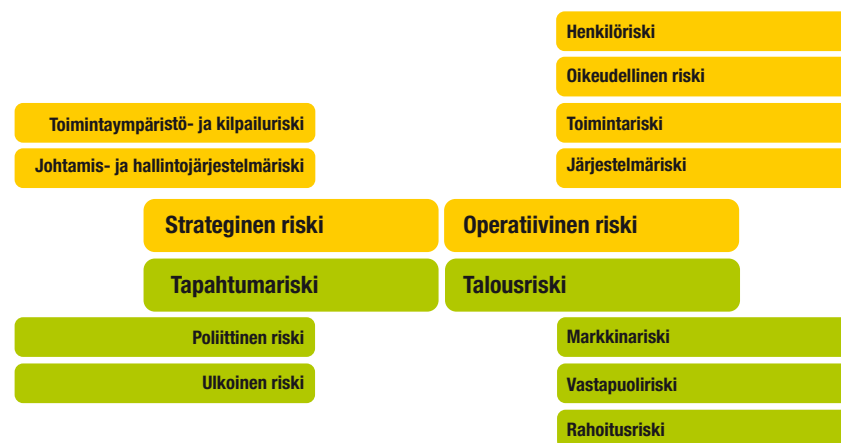 Henkilöriski
Oikeudellinen riski
Toimintaympäristö- ja kilpailuriski
Toimintariski
Johtamis- ja hallintojärjestelmäriski
Järjestelmäriski
Strateginen riski
Operatiivinen riski
Tapahtumariski
Talousriski
Poliittinen riski
Markkinariski
Ulkoinen riski
Vastapuoliriski
Rahoitusriski